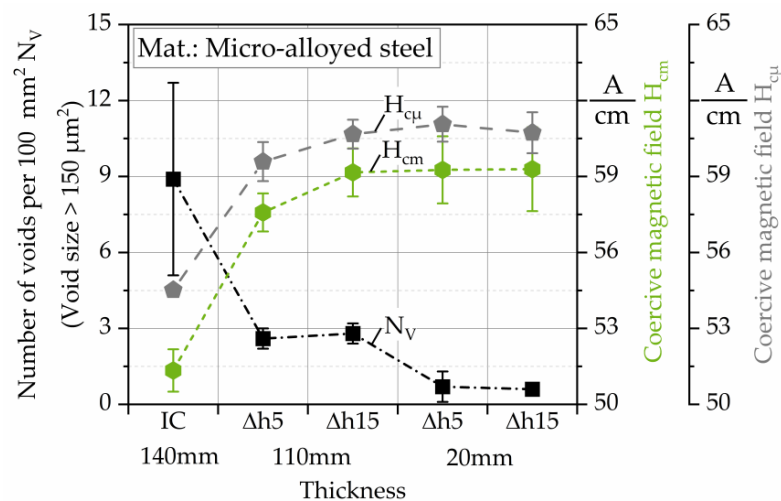 Number of voids per 100 mm² N_V
(Void size > 150 µm²)
15
12
9
6
3
0
Mat.: Micro-alloyed steel
H_cµ
H_cm
N_V
65
A
cm
59
56
53
50
Coercive magnetic field H_cm
65
A
cm
59
56
53
50
Coercive magnetic field H_cµ
IC Δh5 Δh15 Δh5 Δh15
140mm 110mm 20mm
Thickness